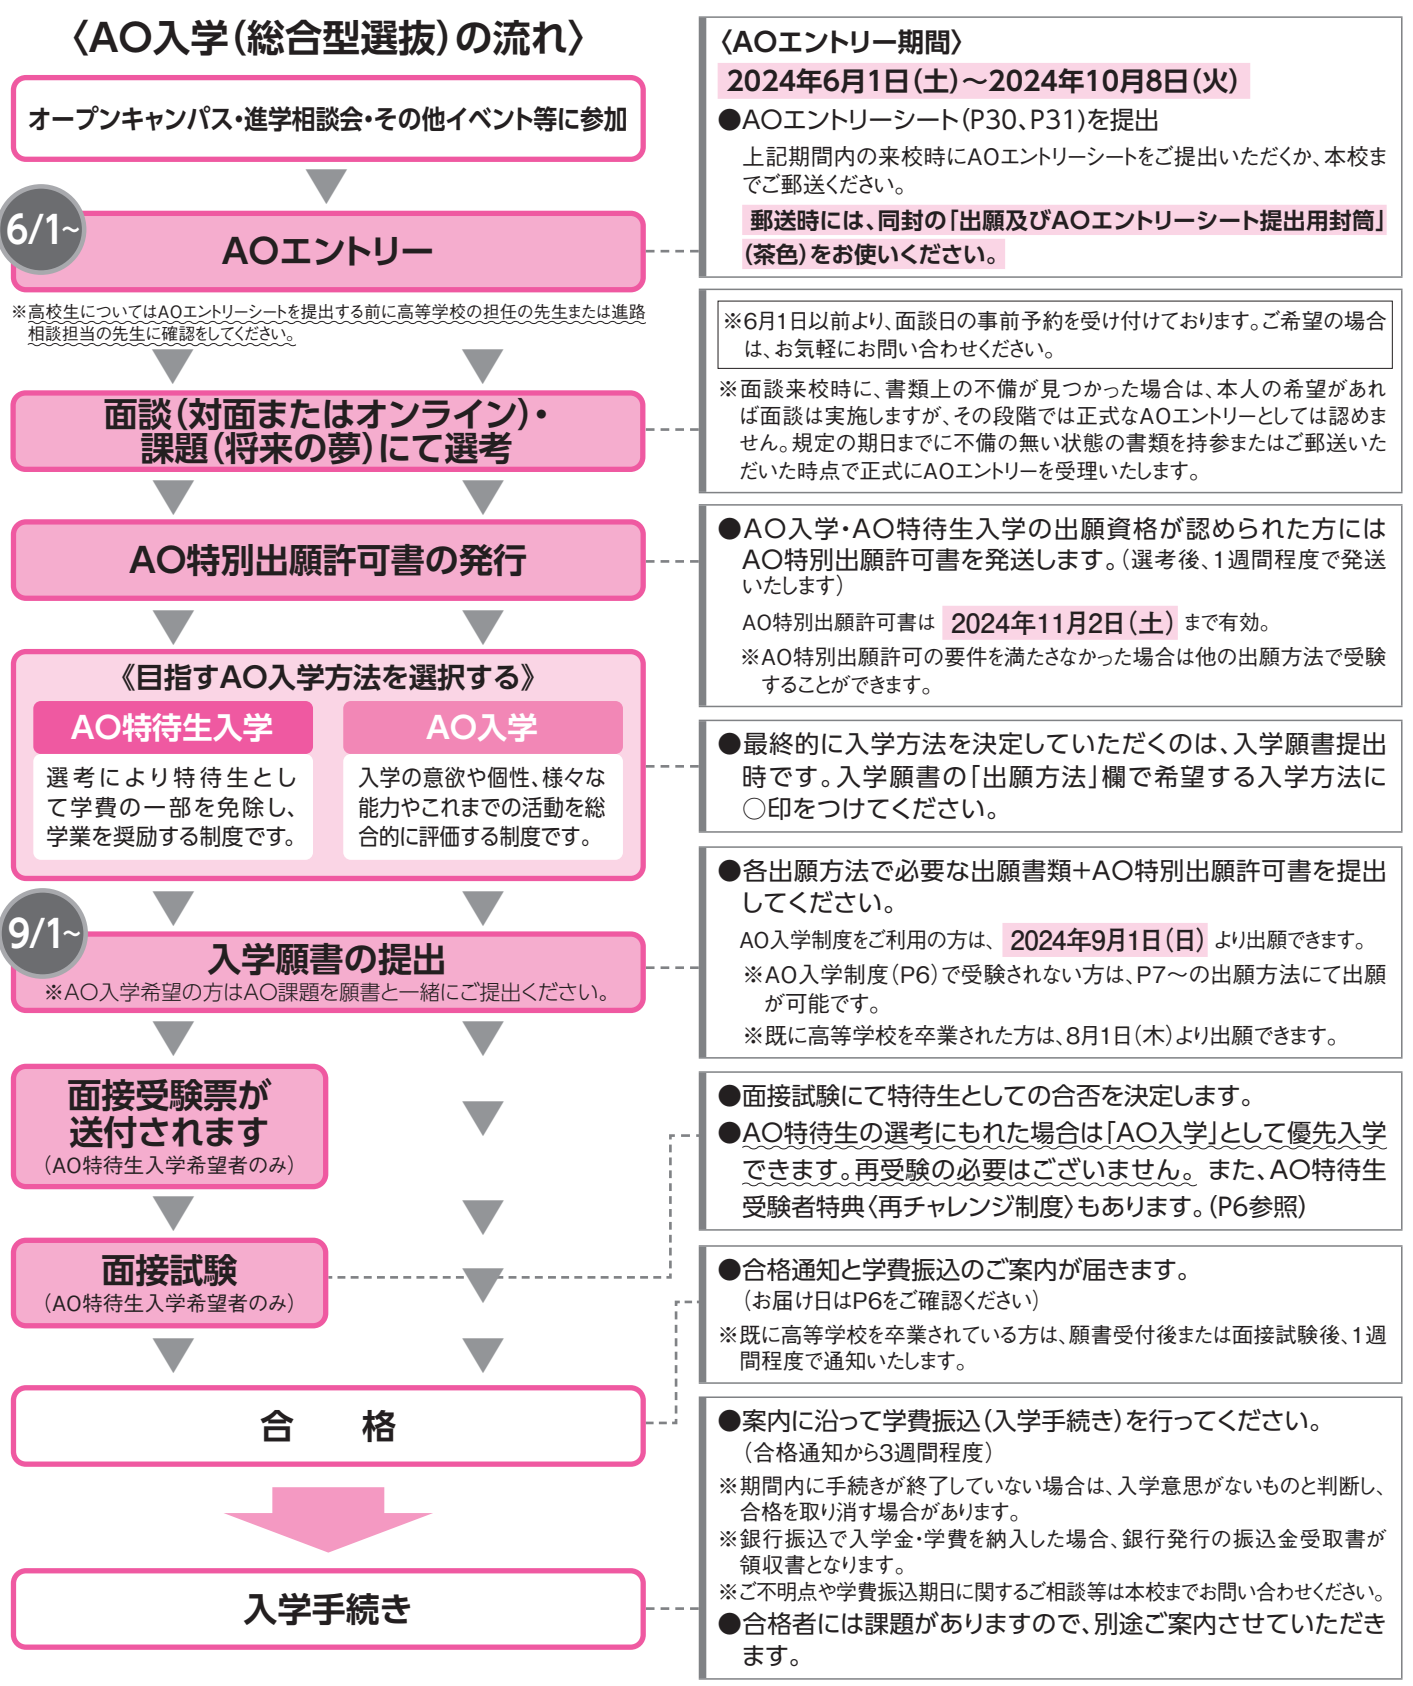 〈AO入学(総合型選抜)の流れ〉
オープンキャンパス・進学相談会・その他イベント等に参加
6/1~
AOエントリー
※高校生についてはAOエントリーシートを提出する前に高等学校の担任の先生または進路
相談担当の先生に確認をしてください。
面談(対面またはオンライン)・
課題(将来の夢)にて選考
AO特別出願許可書の発行
《目指すAO入学方法を選択する》
AO特待生入学
選考により特待生とし
て学費の一部を免除し、
学業を奨励する制度です。
AO入学
入学の意欲や個性、様々な
能力やこれまでの活動を総
合的に評価する制度です。
9/1~
入学願書の提出
※AO入学希望の方はAO課題を願書と一緒にご提出ください。
面接受験票が
送付されます
(AO特待生入学希望者のみ)
面接試験
(AO特待生入学希望者のみ)
合　格
入学手続き
〈AOエントリー期間〉
2024年6月1日(土)～2024年10月8日(火)
●AOエントリーシート(P30、P31)を提出
上記期間内の来校時にAOエントリーシートをご提出いただくか、本校ま
でご郵送ください。
郵送時には、同封の「出願及びAOエントリーシート提出用封筒」
(茶色)をお使いください。
※6月1日以前より、面談日の事前予約を受け付けております。ご希望の場合
は、お気軽にお問い合わせください。
※面談来校時に、書類上の不備が見つかった場合は、本人の希望があれ
ば面談は実施しますが、その段階では正式なAOエントリーとしては認めま
せん。規定の期日までに不備の無い状態の書類を持参またはご郵送いた
だいた時点で正式にAOエントリーを受理いたします。
●AO入学・AO特待生入学の出願資格が認められた方には
AO特別出願許可書を発送します。(選考後、1週間程度で発送
いたします)
AO特別出願許可書は 2024年11月2日(土) まで有効。
※AO特別出願許可の要件を満たさなかった場合は他の出願方法で受験
することができます。
●最終的に入学方法を決定していただくのは、入学願書提出
時です。入学願書の「出願方法」欄で希望する入学方法に
○印をつけてください。
●各出願方法で必要な出願書類+AO特別出願許可書を提出
してください。
AO入学制度をご利用の方は、 2024年9月1日(日) より出願できます。
※AO入学制度(P6)で受験されない方は、P7～の出願方法にて出願
が可能です。
※既に高等学校を卒業された方は、8月1日(木)より出願できます。
●面接試験にて特待生としての合否を決定します。
●AO特待生の選考にもれた場合は「AO入学」として優先入学
できます。再受験の必要はございません。また、AO特待生
受験者特典〈再チャレンジ制度〉もあります。(P6参照)
●合格通知と学費振込のご案内が届きます。
(お届け日はP6をご確認ください)
※既に高等学校を卒業されている方は、願書受付後または面接試験後、1週
間程度で通知いたします。
●案内に沿って学費振込(入学手続き)を行ってください。
(合格通知から3週間程度)
※期間内に手続きが終了していない場合は、入学意思がないものと判断し、
合格を取り消す場合があります。
※銀行振込で入学金・学費を納入した場合、銀行発行の振込金受取書が
領収書となります。
※ご不明点や学費振込期日に関するご相談等は本校までお問い合わせください。
●合格者には課題がありますので、別途ご案内させていただき
ます。